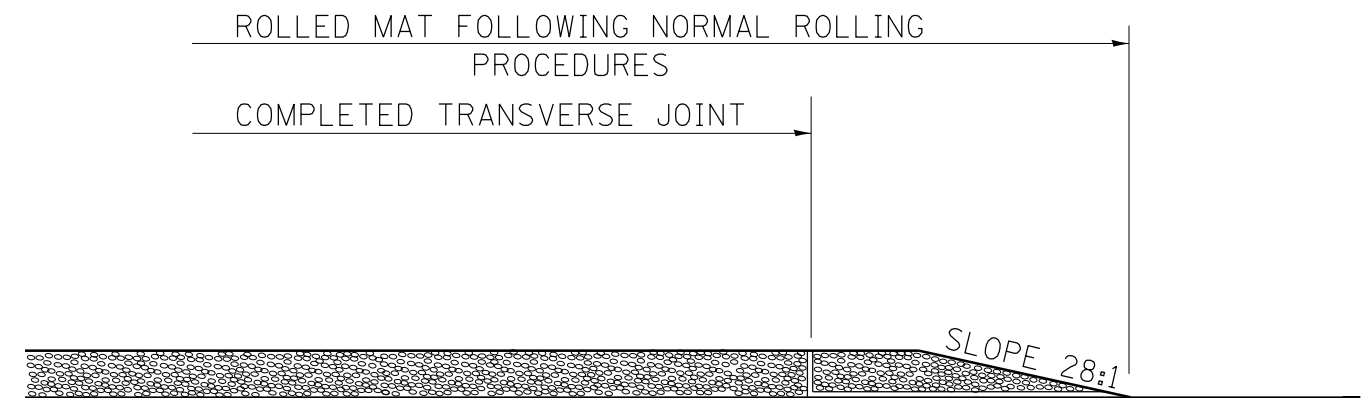 ROLLED MAT FOLLOWING NORMAL ROLLING
PROCEDURES
COMPLETED TRANSVERSE JOINT
SLOPE 28:1